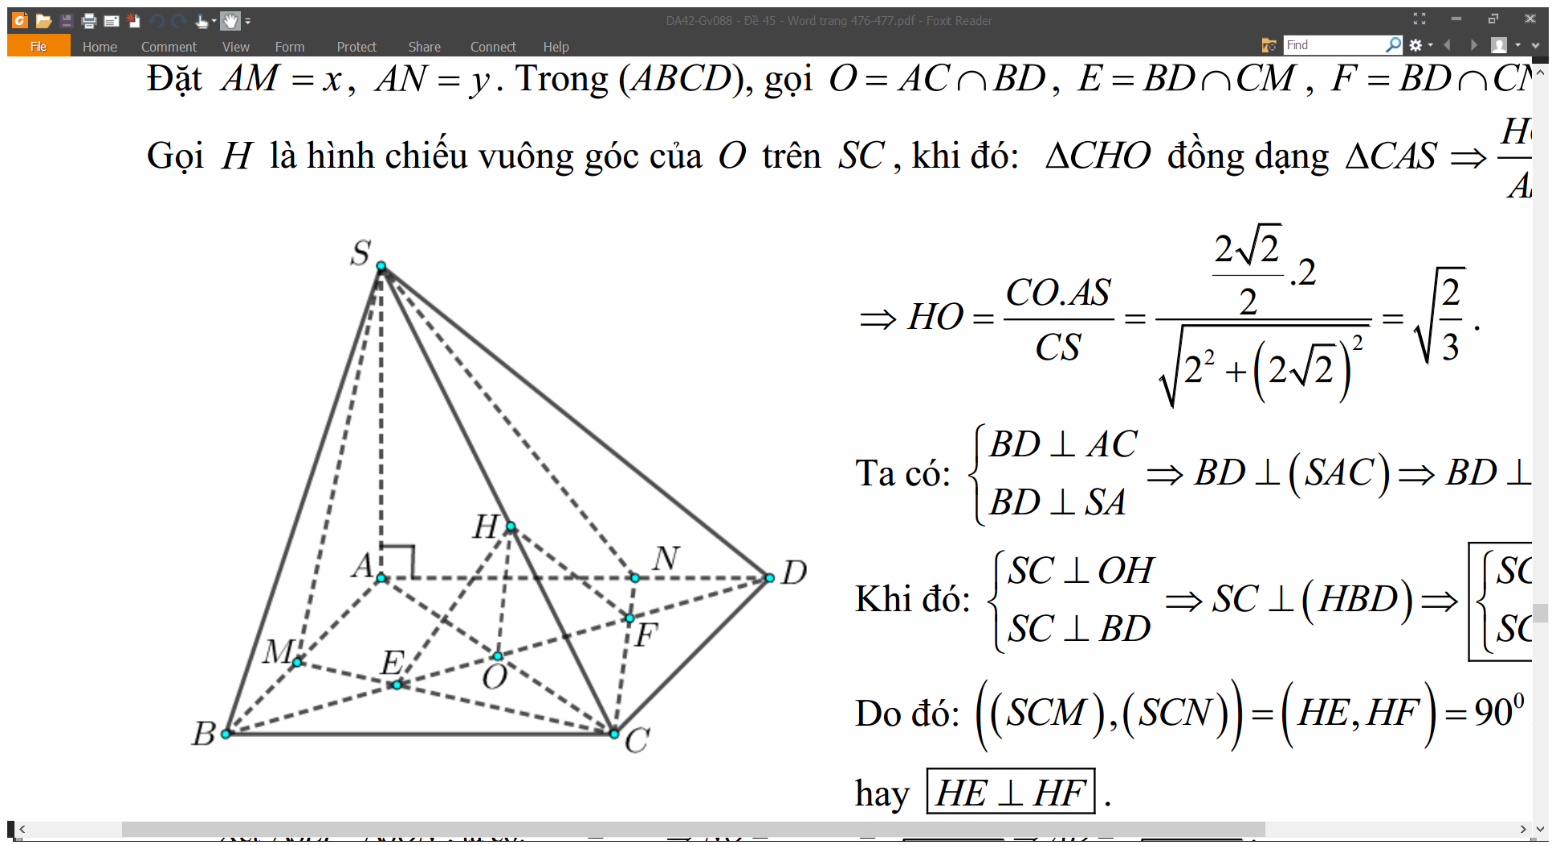 DA42-Gv088 - Đề 45 - Word trang 476-477.pdf - Foxit Reader
File Home Comment View Form Protect Share Connect Help Find
Đặt AM = x, AN = y. Trong (ABCD), gọi O = AC ∩ BD, E = BD ∩ CM, F = BD ∩ CN
Gọi H là hình chiếu vuông góc của O trên SC, khi đó: ΔCHO đồng dạng ΔCAS ⇒ H
⇒ HO = CO.AS / CS = (2√2 / 2 .2) / √(2² + (2√2)²) = √(2/3).
Ta có: { BD ⊥ AC
BD ⊥ SA ⇒ BD ⊥ (SAC) ⇒ BD ⊥
Khi đó: { SC ⊥ OH
SC ⊥ BD ⇒ SC ⊥ (HBD) ⇒ { SC
SC
Do đó: ((SCM),(SCN)) = (HE,HF) = 90⁰
hay HE ⊥ HF.
S
H
A
N
D
M
E
O
F
B
C